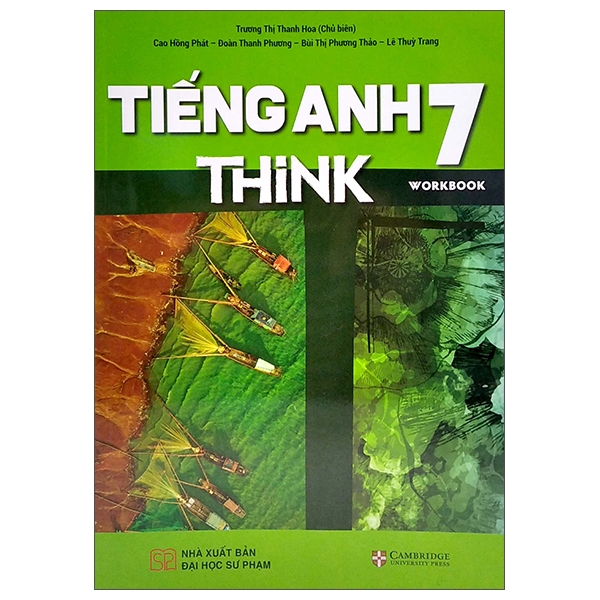 Trương Thị Thanh Hoa (Chủ biên)
Cao Hồng Phát – Đoàn Thanh Phương – Bùi Thị Phương Thảo – Lê Thuỳ Trang
TIẾNG ANH 7
THiNK
WORKBOOK
SP
NHÀ XUẤT BẢN
ĐẠI HỌC SƯ PHẠM
CAMBRIDGE
UNIVERSITY PRESS